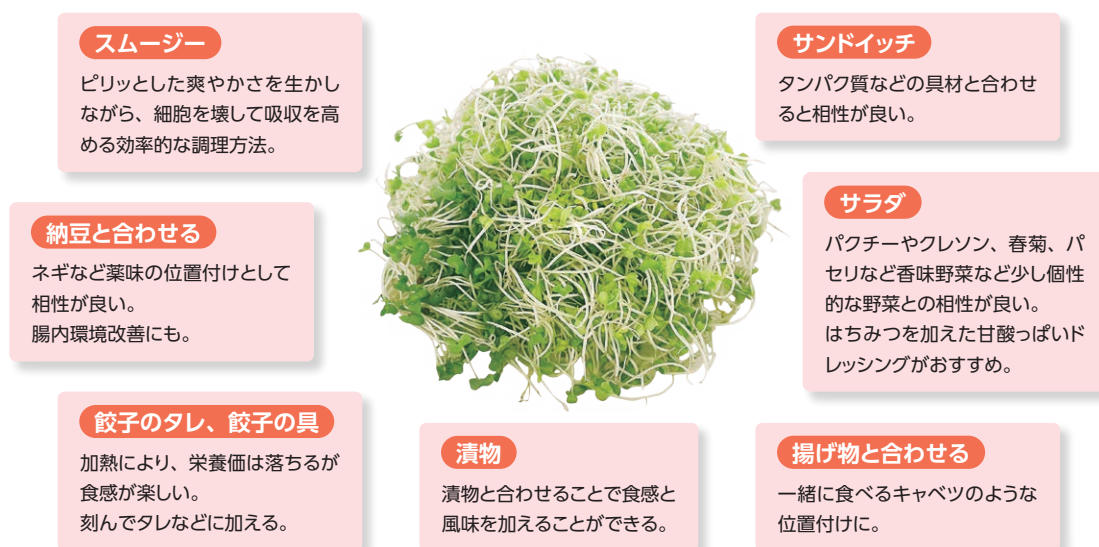 スムージー
ピリッとした爽やかさを生かし
ながら、細胞を壊して吸収を高
める効率的な調理方法。
サンドイッチ
タンパク質などの具材と合わせ
ると相性が良い。
納豆と合わせる
ネギなど薬味の位置付けとして
相性が良い。
腸内環境改善にも。
サラダ
パクチーやクレソン、春菊、パ
セリなど香味野菜など少し個性
的な野菜との相性が良い。
はちみつを加えた甘酸っぱいド
レッシングがおすすめ。
餃子のタレ、餃子の具
加熱により、栄養価は落ちるが
食感が楽しい。
刻んでタレなどに加える。
漬物
漬物と合わせることで食感と
風味を加えることができる。
揚げ物と合わせる
一緒に食べるキャベツのような
位置付けに。